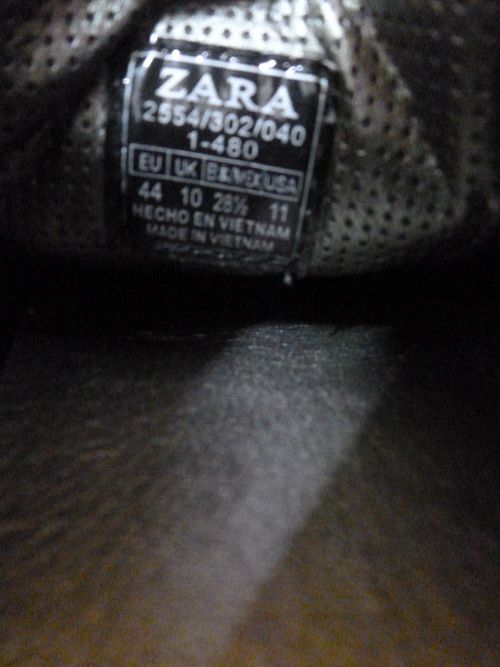 ZARA
2554/302/040
1-480
EU UK B&MEX USA
44 10 28½ 11
HECHO EN VIETNAM
MADE IN VIETNAM